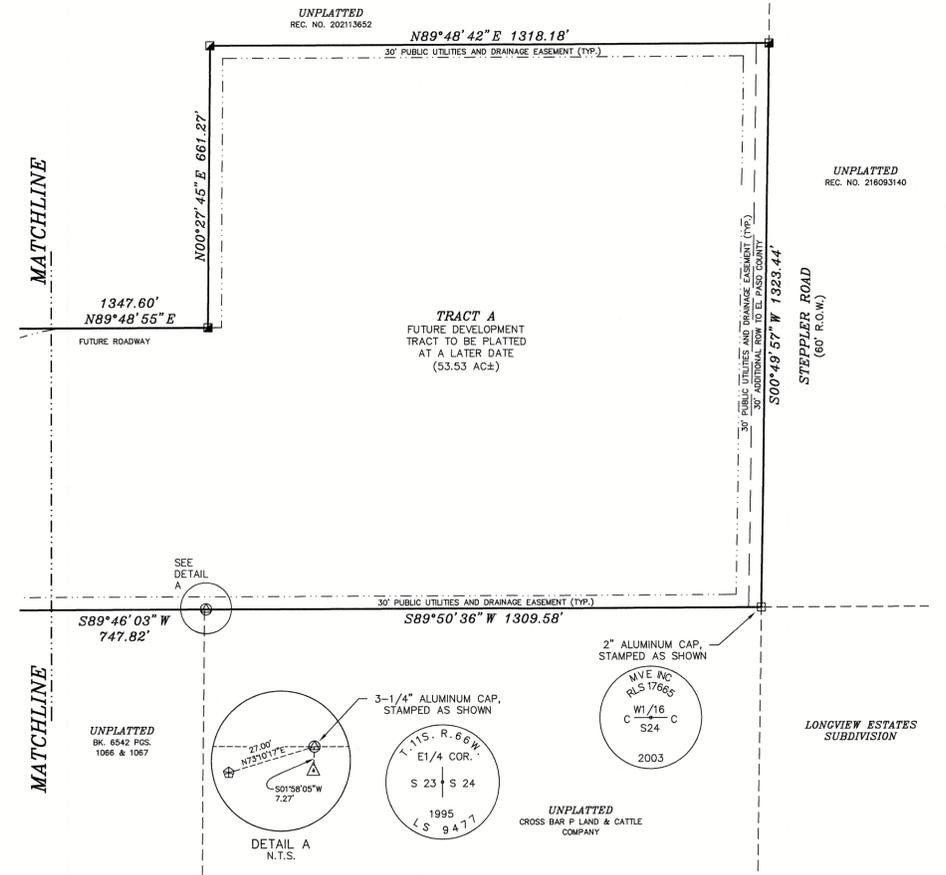 UNPLATTED
REC. NO. 202113652
N89°48'42"E 1318.18'
30' PUBLIC UTILITIES AND DRAINAGE EASEMENT (TYP.)
MATCHLINE
N00°27'45"E 661.27'
UNPLATTED
REC. NO. 216093140
1347.60'
N89°48'55"E
FUTURE ROADWAY
TRACT A
FUTURE DEVELOPMENT
TRACT TO BE PLATTED
AT A LATER DATE
(53.53 AC±)
30' PUBLIC UTILITIES AND DRAINAGE EASEMENT (TYP.)
30' ADDITIONAL ROW TO EL PASO COUNTY
S00°49'57"W 1323.44'
STEPPLER ROAD
(60' R.O.W.)
SEE
DETAIL
A
30' PUBLIC UTILITIES AND DRAINAGE EASEMENT (TYP.)
S89°46'03"W
747.82'
S89°50'36"W 1309.58'
2" ALUMINUM CAP,
STAMPED AS SHOWN
MVE INC
RLS 17665
W1/16
C C
S24
2003
MATCHLINE
UNPLATTED
BK. 6542 PGS.
1066 & 1067
3-1/4" ALUMINUM CAP,
STAMPED AS SHOWN
27.00'
N73°10'17"E
S01°58'05"W
7.27'
DETAIL A
N.T.S.
T.11S. R.66W.
E1/4 COR.
S 23 S 24
1995
LS 9477
UNPLATTED
CROSS BAR P LAND & CATTLE
COMPANY
LONGVIEW ESTATES
SUBDIVISION